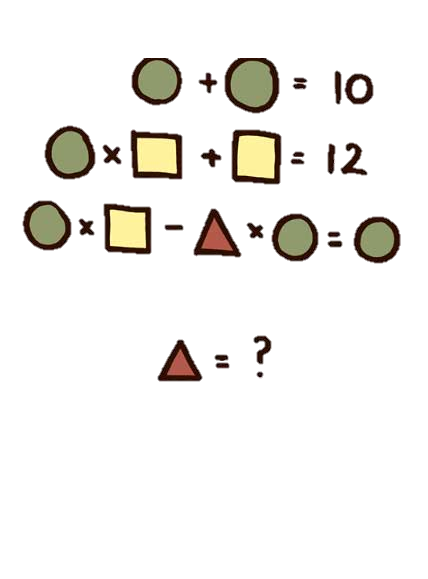 + = 10
× + = 12
× - × =
= ?